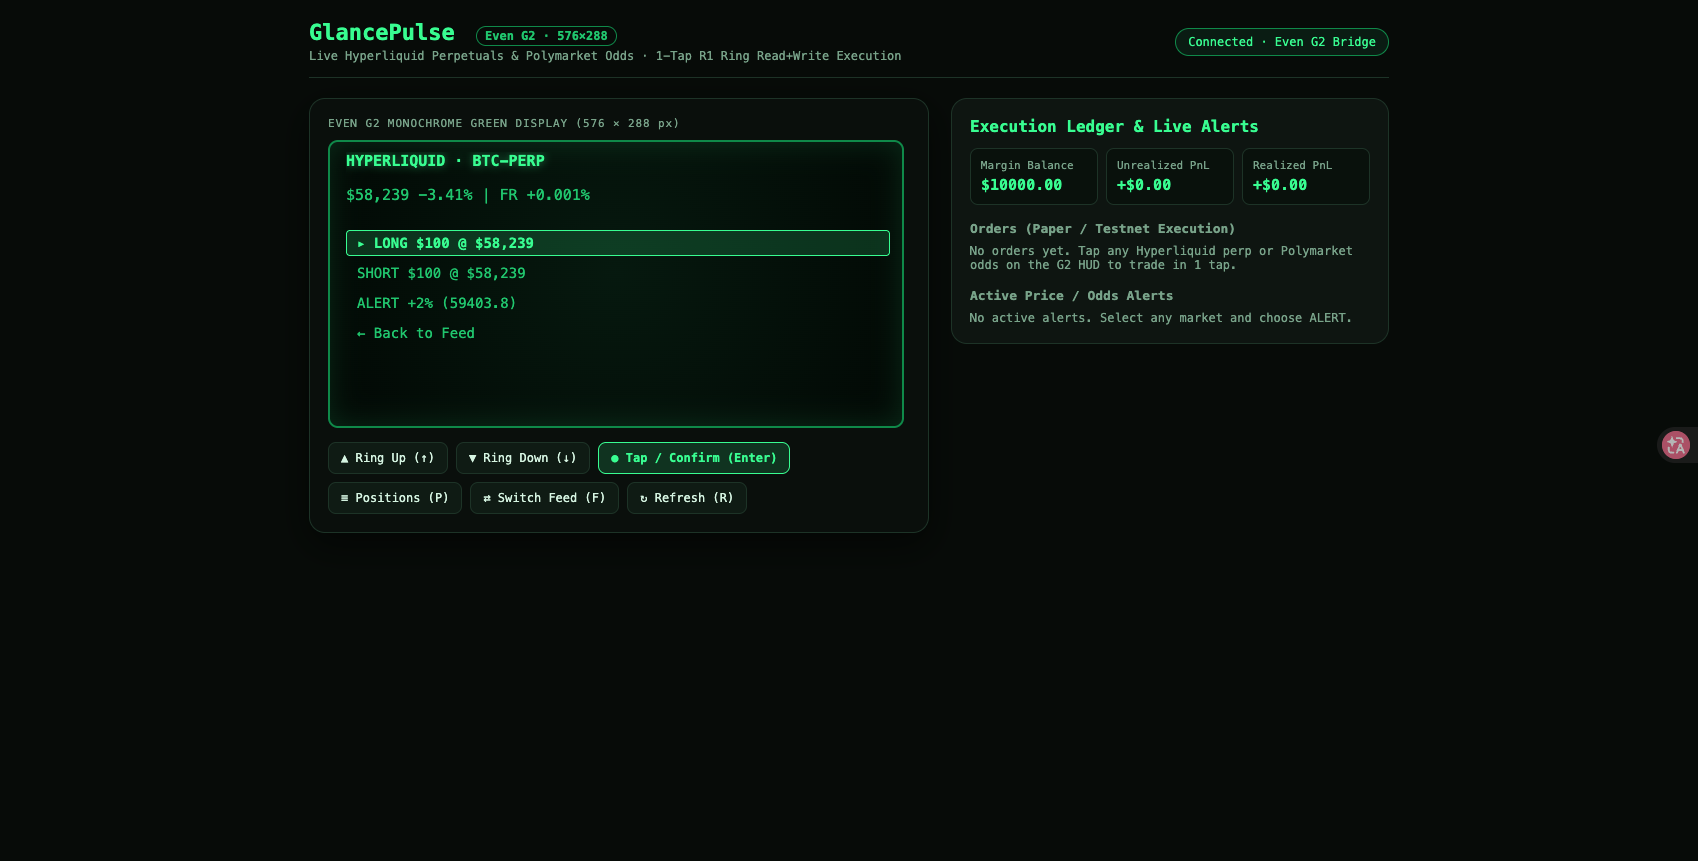 GlancePulse
Even G2 · 576×288
Live Hyperliquid Perpetuals & Polymarket Odds · 1-Tap R1 Ring Read+Write Execution
Connected · Even G2 Bridge
EVEN G2 MONOCHROME GREEN DISPLAY (576 × 288 px)
HYPERLIQUID · BTC-PERP
$58,239 -3.41% | FR +0.001%
▸ LONG $100 @ $58,239
SHORT $100 @ $58,239
ALERT +2% (59403.8)
← Back to Feed
▲ Ring Up (↑)
▼ Ring Down (↓)
● Tap / Confirm (Enter)
≡ Positions (P)
⇄ Switch Feed (F)
↻ Refresh (R)
Execution Ledger & Live Alerts
Margin Balance
$10000.00
Unrealized PnL
+$0.00
Realized PnL
+$0.00
Orders (Paper / Testnet Execution)
No orders yet. Tap any Hyperliquid perp or Polymarket
odds on the G2 HUD to trade in 1 tap.
Active Price / Odds Alerts
No active alerts. Select any market and choose ALERT.